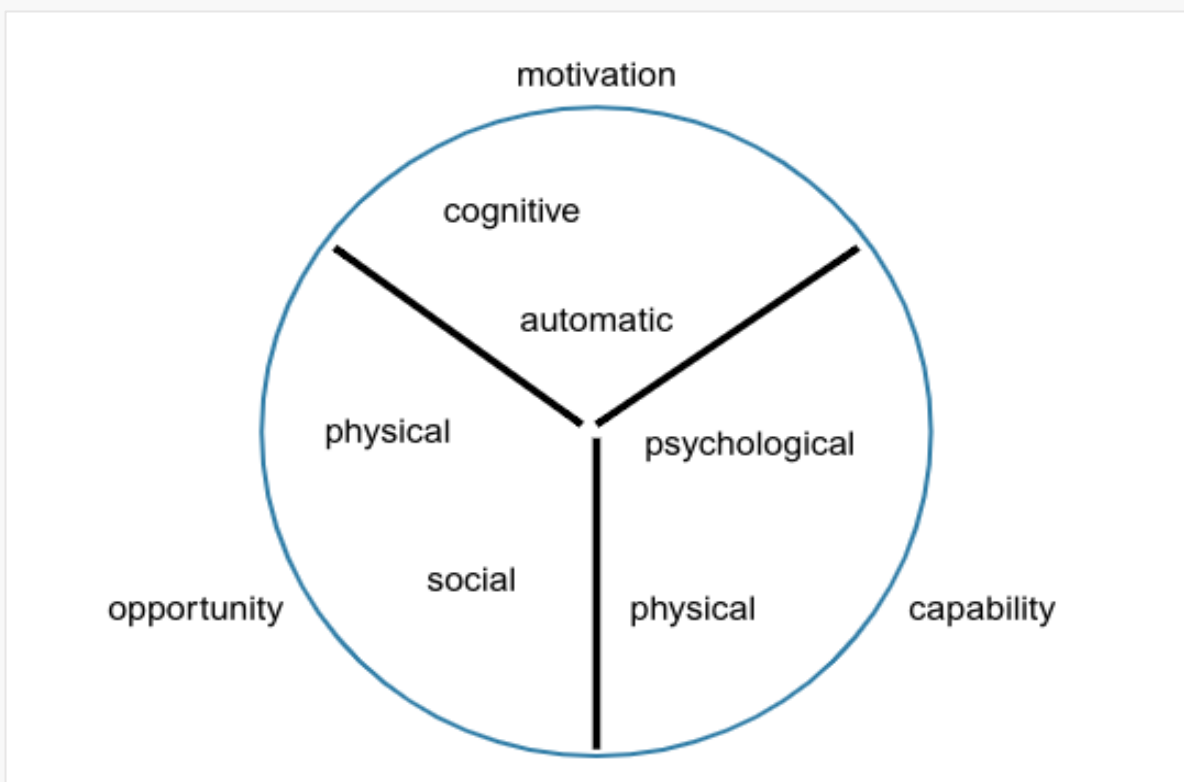 motivation
cognitive
automatic
physical
psychological
social
opportunity
physical
capability